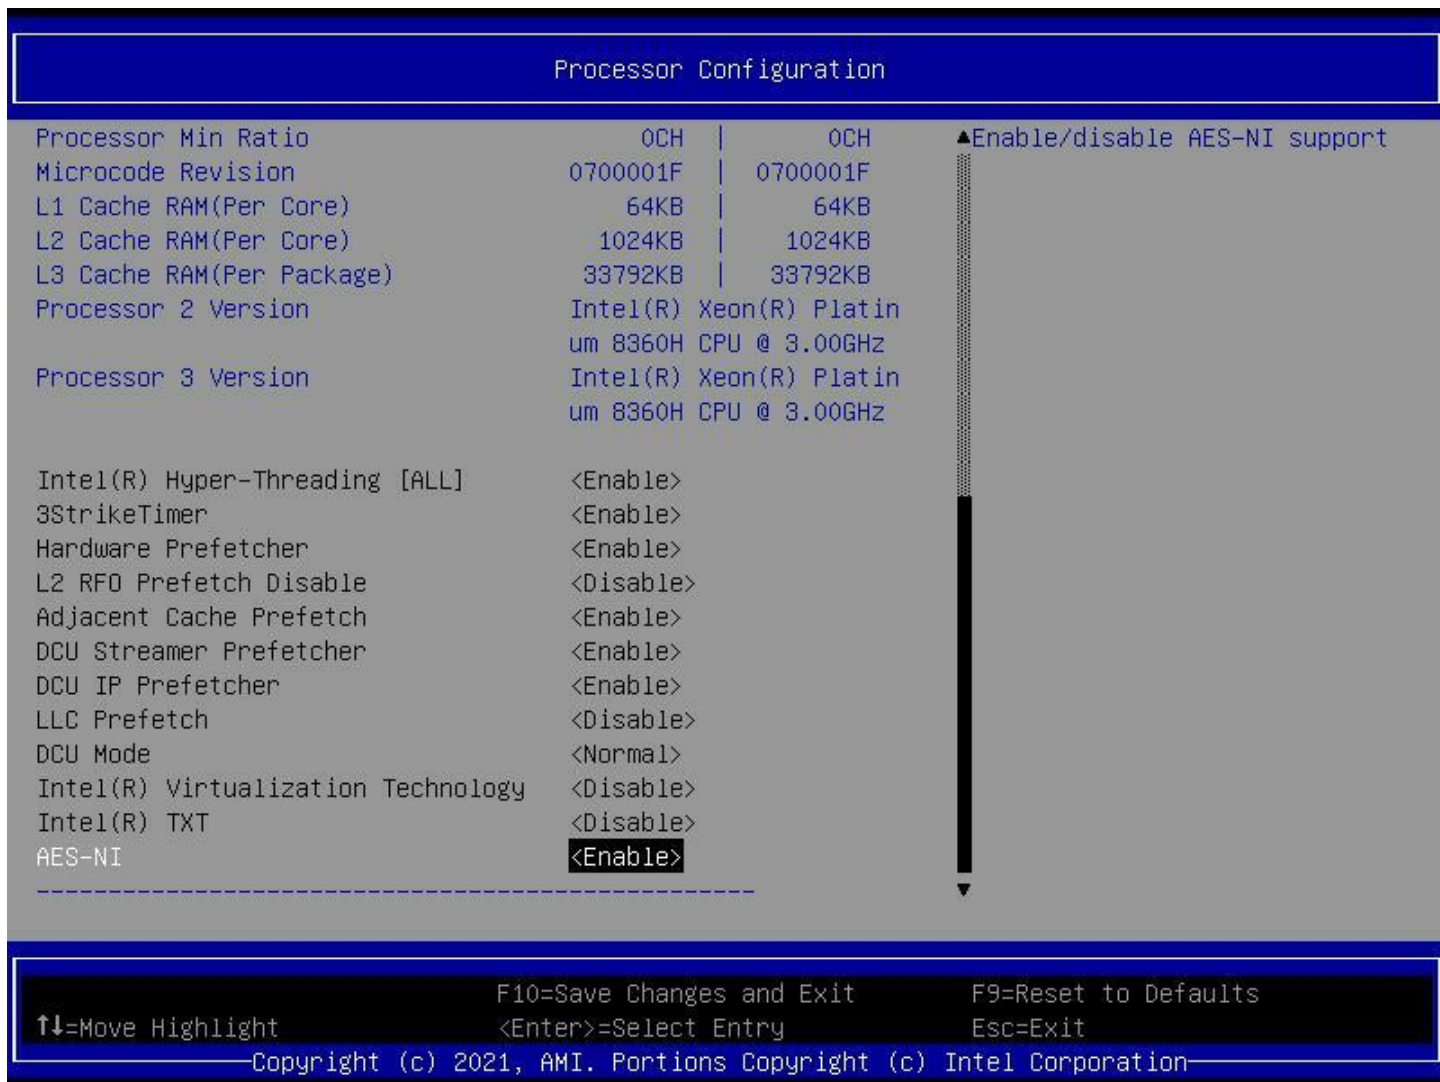 Processor Configuration
Processor Min Ratio 0CH | 0CH ▲Enable/disable AES-NI support
Microcode Revision 0700001F | 0700001F
L1 Cache RAM(Per Core) 64KB | 64KB
L2 Cache RAM(Per Core) 1024KB | 1024KB
L3 Cache RAM(Per Package) 33792KB | 33792KB
Processor 2 Version Intel(R) Xeon(R) Platin
um 8360H CPU @ 3.00GHz
Processor 3 Version Intel(R) Xeon(R) Platin
um 8360H CPU @ 3.00GHz
Intel(R) Hyper-Threading [ALL] <Enable>
3StrikeTimer <Enable>
Hardware Prefetcher <Enable>
L2 RFO Prefetch Disable <Disable>
Adjacent Cache Prefetch <Enable>
DCU Streamer Prefetcher <Enable>
DCU IP Prefetcher <Enable>
LLC Prefetch <Disable>
DCU Mode <Normal>
Intel(R) Virtualization Technology <Disable>
Intel(R) TXT <Disable>
AES-NI <Enable>
F10=Save Changes and Exit F9=Reset to Defaults
↑↓=Move Highlight <Enter>=Select Entry Esc=Exit
Copyright (c) 2021, AMI. Portions Copyright (c) Intel Corporation